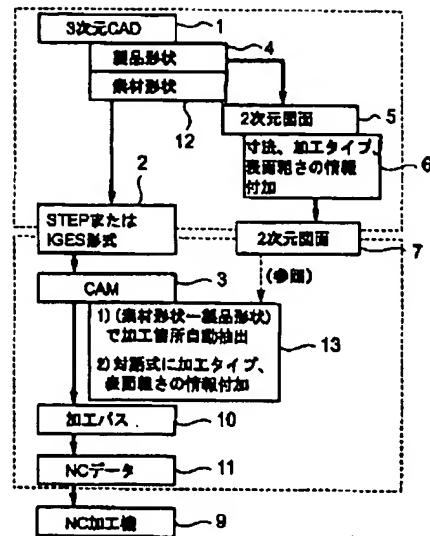 3次元CAD
1
製品形状
4
素材形状
12
2次元図面
5
寸法、加工タイプ、
表面粗さの情報
付加
6
2
STEPまたは
IGES形式
2次元図面
7
CAM
3
(参照)
1) (素材形状ー製品形状)
で加工箇所自動抽出
2) 対話式に加工タイプ、
表面粗さの情報付加
13
加工パス
10
NCデータ
11
NC加工機
9